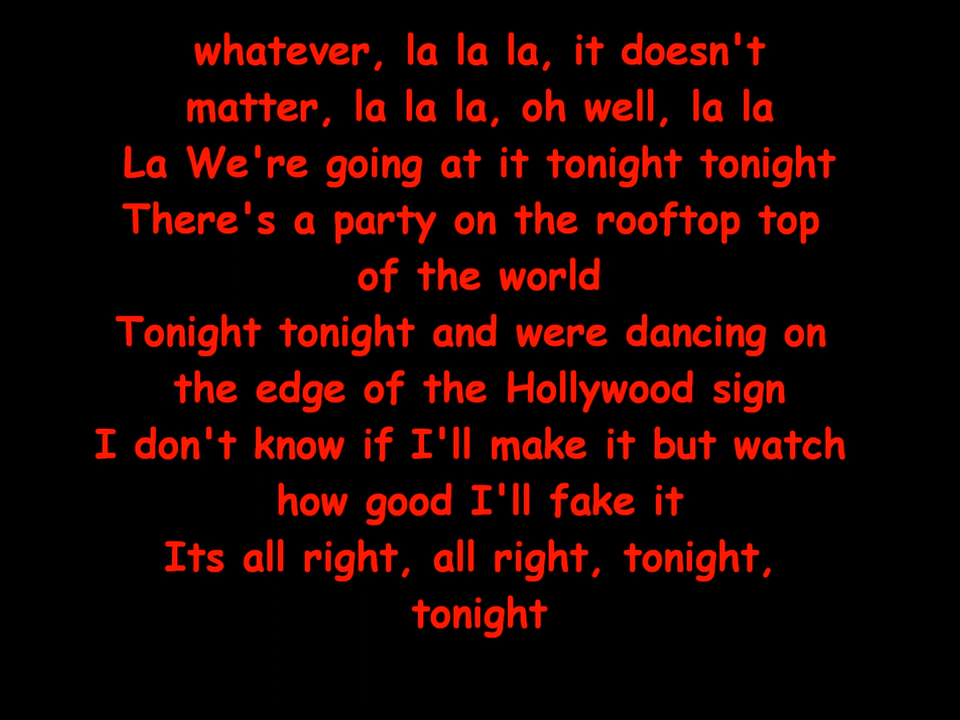 whatever, la la la, it doesn't
matter, la la la, oh well, la la
La We're going at it tonight tonight
There's a party on the rooftop top
of the world
Tonight tonight and were dancing on
the edge of the Hollywood sign
I don't know if I'll make it but watch
how good I'll fake it
Its all right, all right, tonight,
tonight